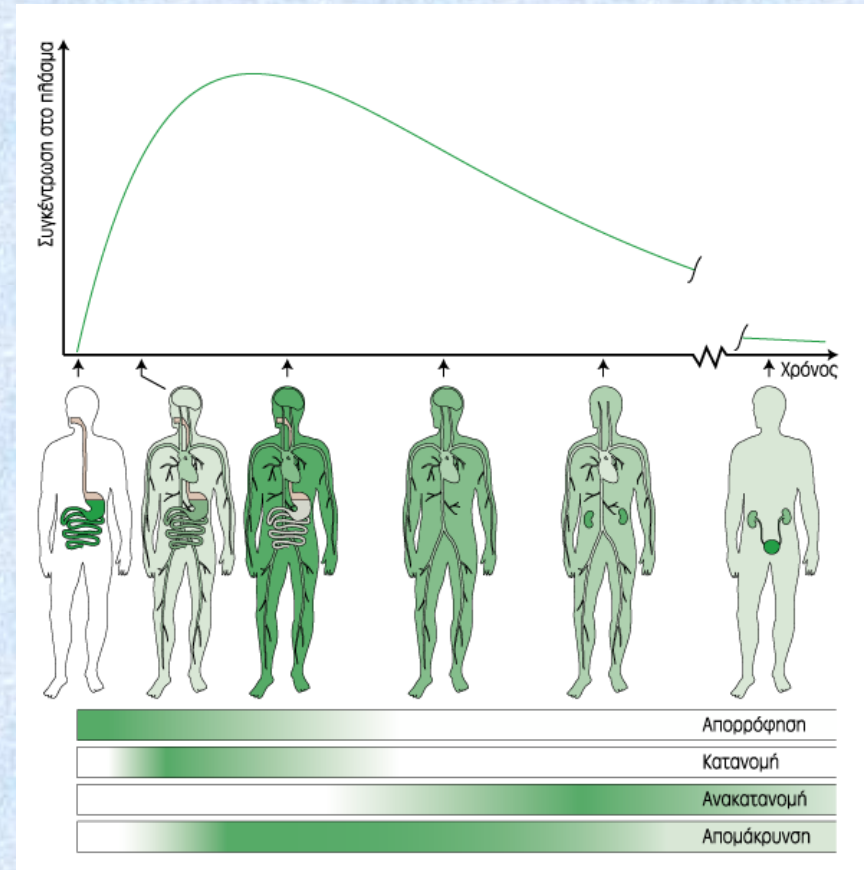 Συγκέντρωση στο πλάσμα
Χρόνος
Απορρόφηση
Κατανομή
Ανακατανομή
Απομάκρυνση